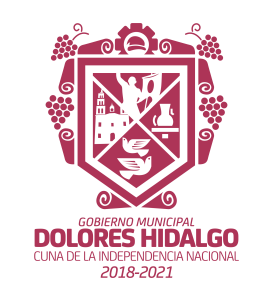 GOBIERNO MUNICIPAL
DOLORES HIDALGO
CUNA DE LA INDEPENDENCIA NACIONAL
2018-2021